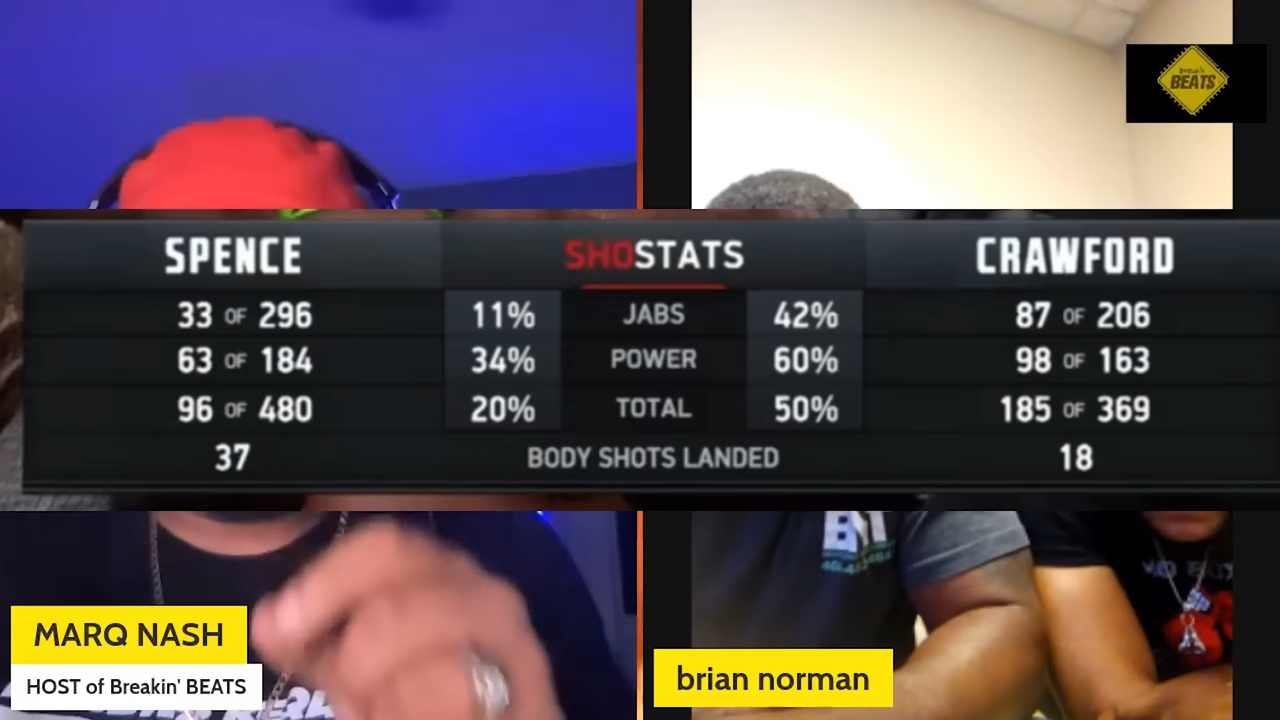 break'n
BEATS
SPENCE SHOSTATS CRAWFORD
33 OF 296 11% JABS 42% 87 OF 206
63 OF 184 34% POWER 60% 98 OF 163
96 OF 480 20% TOTAL 50% 185 OF 369
37 BODY SHOTS LANDED 18
MARQ NASH
HOST of Breakin' BEATS
brian norman